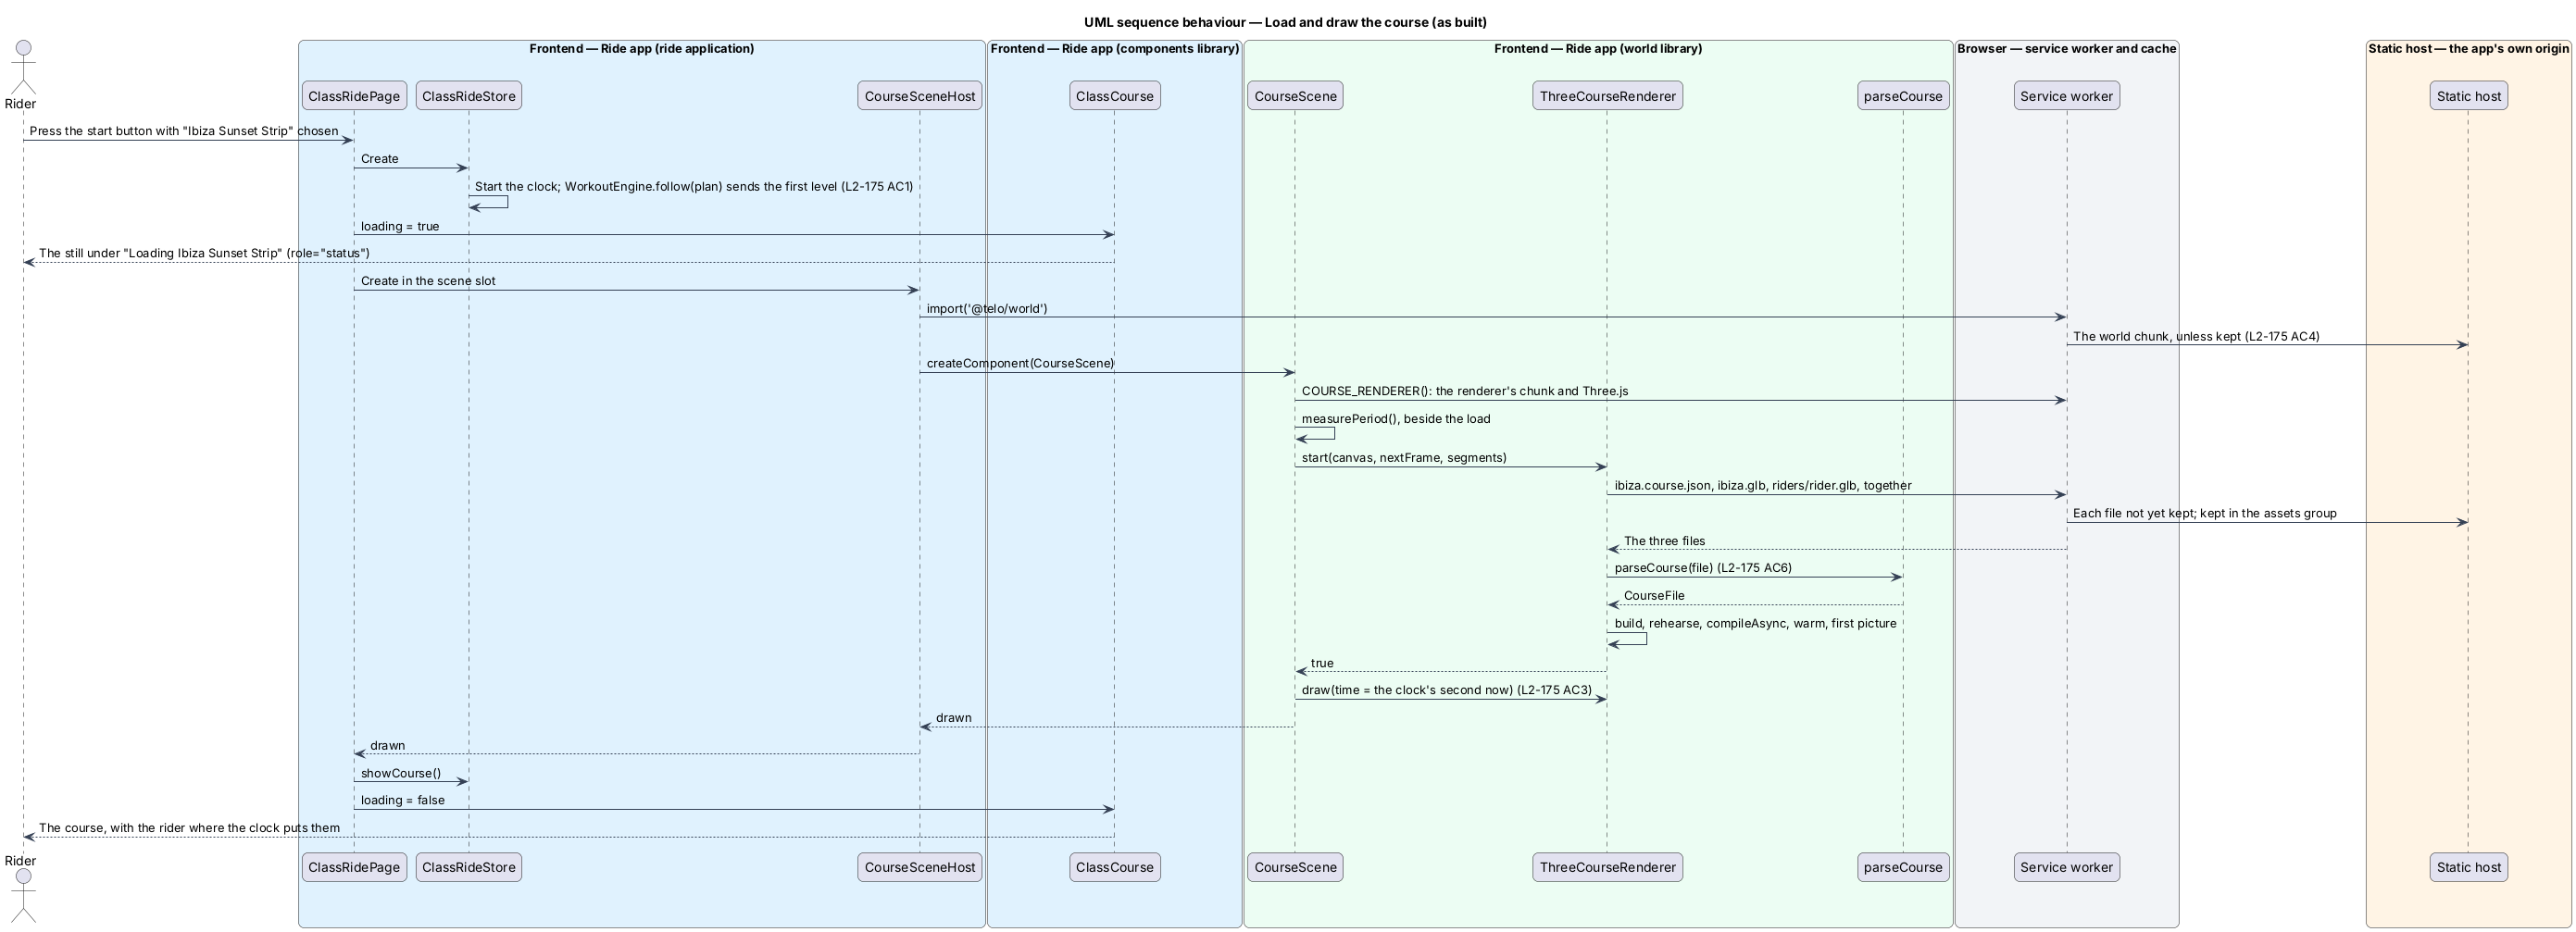 UML sequence behaviour — Load and draw the course (as built)
Frontend — Ride app (ride application)
Frontend — Ride app (components library)
Frontend — Ride app (world library)
Browser — service worker and cache
Static host — the app's own origin
Rider
ClassRidePage
ClassRideStore
CourseSceneHost
ClassCourse
CourseScene
ThreeCourseRenderer
parseCourse
Service worker
Static host
Press the start button with "Ibiza Sunset Strip" chosen
Create
Start the clock; WorkoutEngine.follow(plan) sends the first level (L2-175 AC1)
loading = true
The still under "Loading Ibiza Sunset Strip" (role="status")
Create in the scene slot
import('@telo/world')
The world chunk, unless kept (L2-175 AC4)
createComponent(CourseScene)
COURSE_RENDERER(): the renderer's chunk and Three.js
measurePeriod(), beside the load
start(canvas, nextFrame, segments)
ibiza.course.json, ibiza.glb, riders/rider.glb, together
Each file not yet kept; kept in the assets group
The three files
parseCourse(file) (L2-175 AC6)
CourseFile
build, rehearse, compileAsync, warm, first picture
true
draw(time = the clock's second now) (L2-175 AC3)
drawn
drawn
showCourse()
loading = false
The course, with the rider where the clock puts them
Rider
ClassRidePage
ClassRideStore
CourseSceneHost
ClassCourse
CourseScene
ThreeCourseRenderer
parseCourse
Service worker
Static host